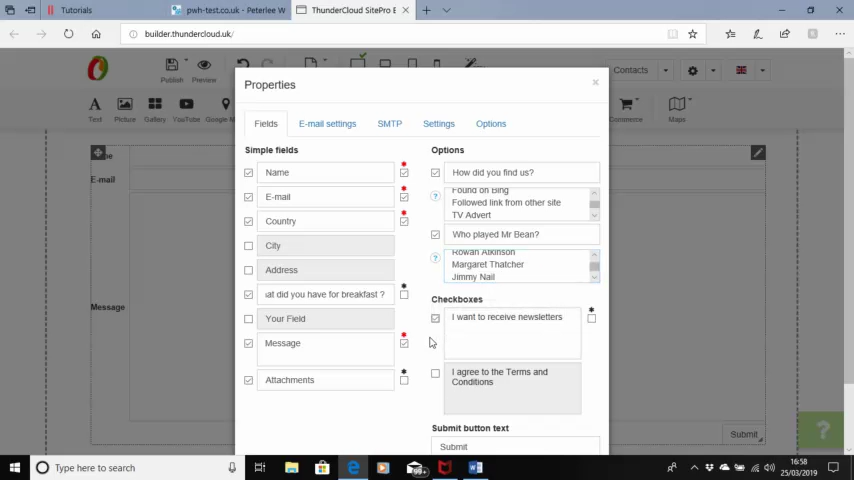 Tutorials
pwh-test.co.uk - Peterlee W
ThunderCloud SitePro E
builder.thundercloud.uk/
Publish
Preview
Contacts
Text
Picture
Gallery
YouTube
Google M
Commerce
Maps
Properties
Fields
E-mail settings
SMTP
Settings
Options
Simple fields
Options
Name
How did you find us?
Found on Bing
E-mail
Followed link from other site
TV Advert
Country
Who played Mr Bean?
City
Rowan Atkinson
Margaret Thatcher
Address
Jimmy Nail
at did you have for breakfast ?
Checkboxes
Your Field
I want to receive newsletters
Message
I agree to the Terms and
Conditions
Attachments
Submit button text
Submit
E-mail
Message
Submit
?
Type here to search
99+
16:58
25/03/2019